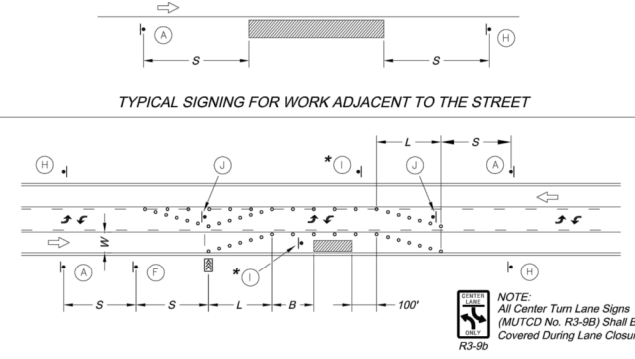 A
H
S
S
TYPICAL SIGNING FOR WORK ADJACENT TO THE STREET
L
S
H
J
* I
J
A
W
* I
A
F
H
S
S
L
B
100'
CENTER
LANE
ONLY
R3-9b
NOTE:
All Center Turn Lane Signs
(MUTCD No. R3-9B) Shall
Covered During Lane